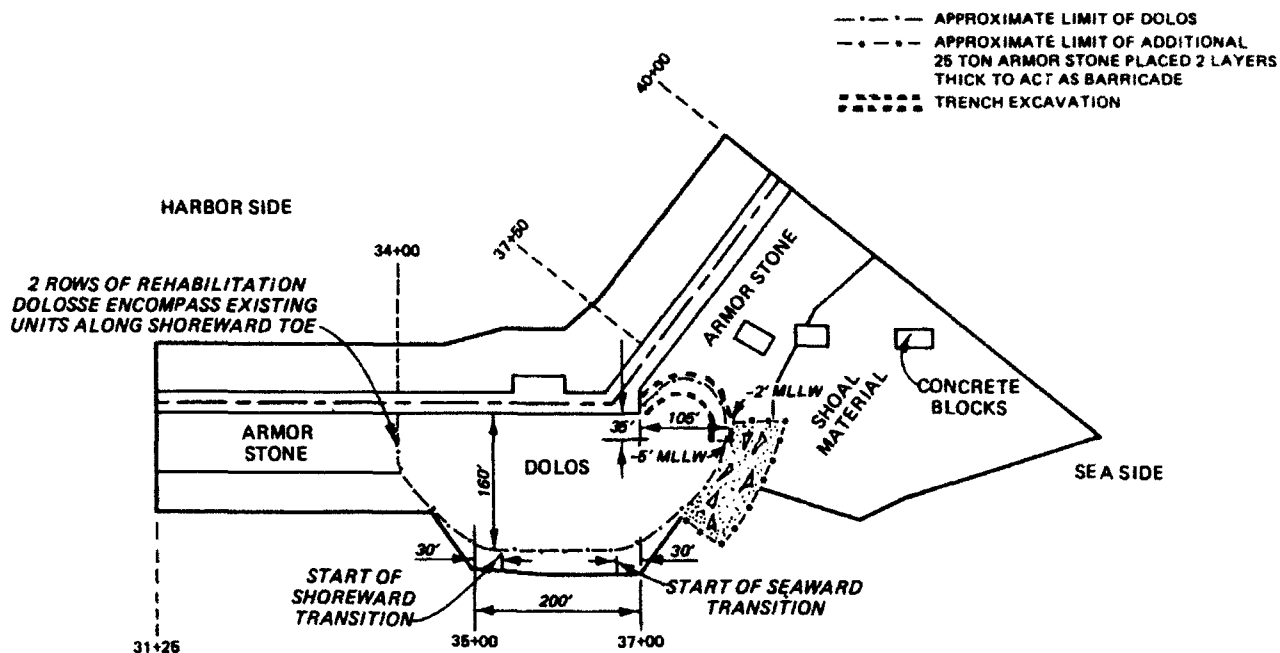 APPROXIMATE LIMIT OF DOLOS
APPROXIMATE LIMIT OF ADDITIONAL
25 TON ARMOR STONE PLACED 2 LAYERS
THICK TO ACT AS BARRICADE
TRENCH EXCAVATION
40+00
HARBOR SIDE
37+50
34+00
2 ROWS OF REHABILITATION
DOLOSSE ENCOMPASS EXISTING
UNITS ALONG SHOREWARD TOE
ARMOR STONE
-2' MLLW
CONCRETE
BLOCKS
SHOAL
MATERIAL
35'
105'
-5' MLLW
ARMOR
STONE
DOLOS
160'
SEA SIDE
30'
30'
START OF
SHOREWARD
TRANSITION
START OF SEAWARD
TRANSITION
200'
31+25
35+00
37+00